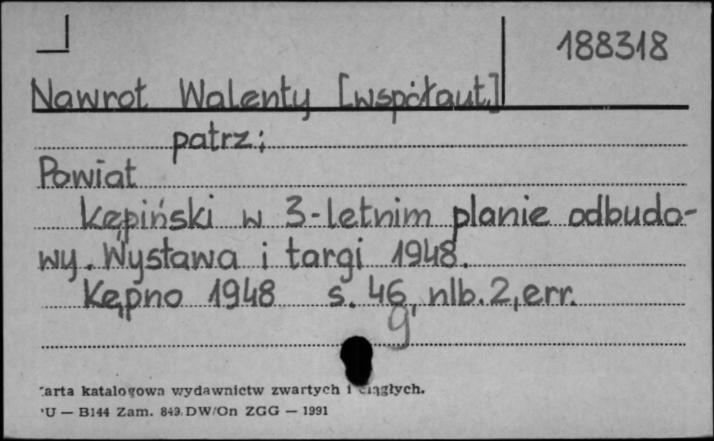 188318
Nawrot Walenty [współaut.]
patrz:
Powiat
Kępiński w 3-letnim planie odbudo-
wy. Wystawa i targi 1948.
Kępno 1948 s. 46, nlb. 2, err.
g
arta katalogowa wydawnictw zwartych i ciągłych.
U — B144 Zam. 849.DW/On ZGG — 1991